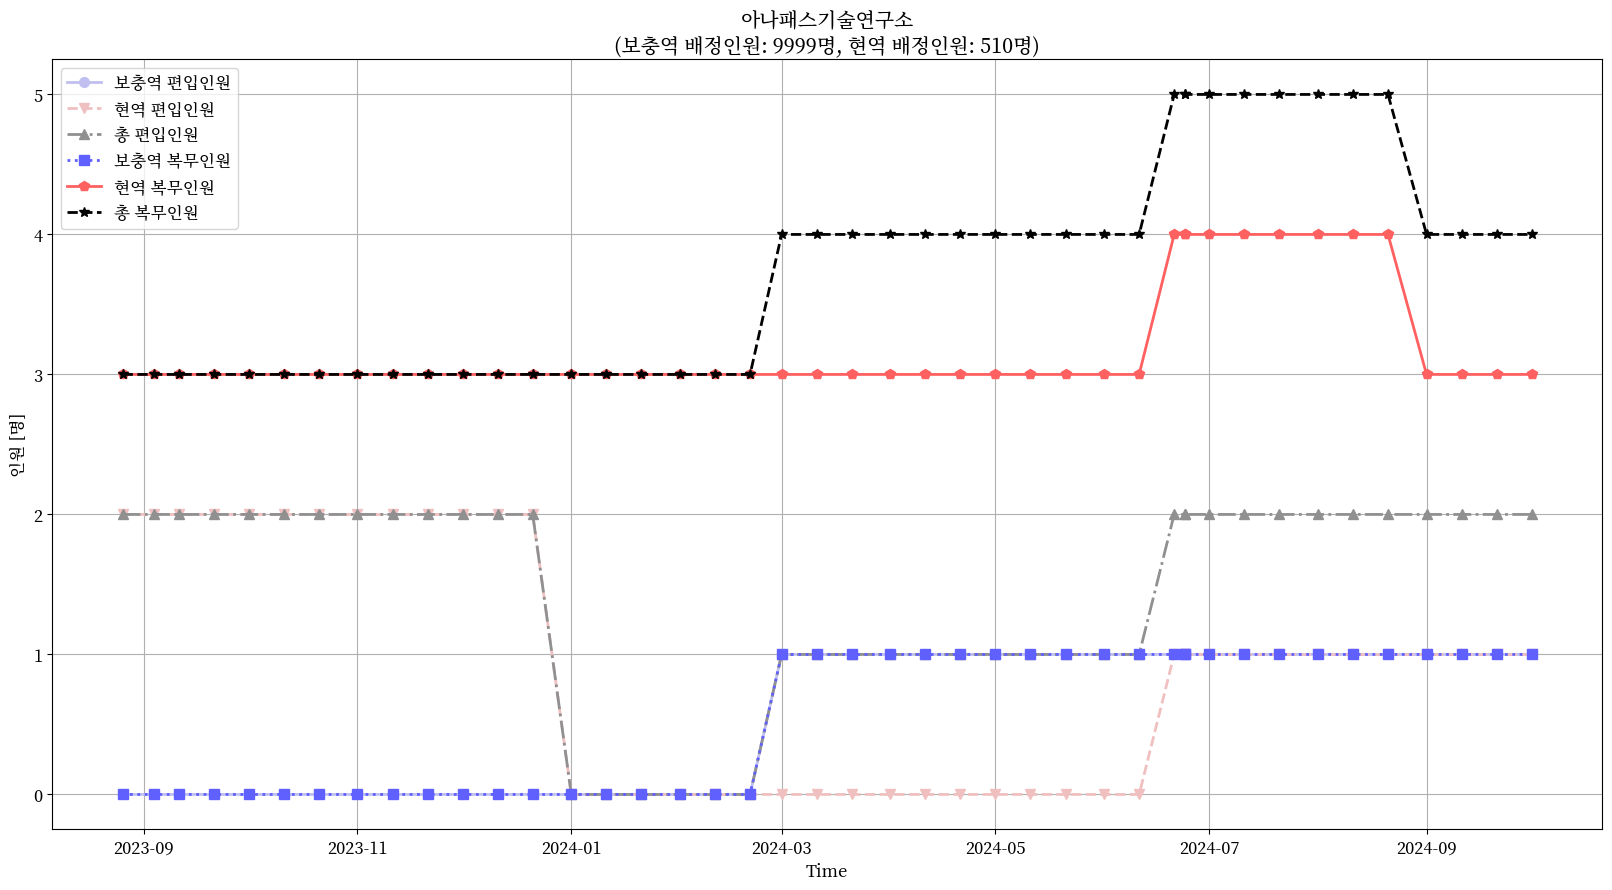 아나패스기술연구소
(보충역 배정인원: 9999명, 현역 배정인원: 510명)
보충역 편입인원
현역 편입인원
총 편입인원
보충역 복무인원
현역 복무인원
총 복무인원
인원 [명]
5
4
3
2
1
0
2023-09
2023-11
2024-01
2024-03
2024-05
2024-07
2024-09
Time